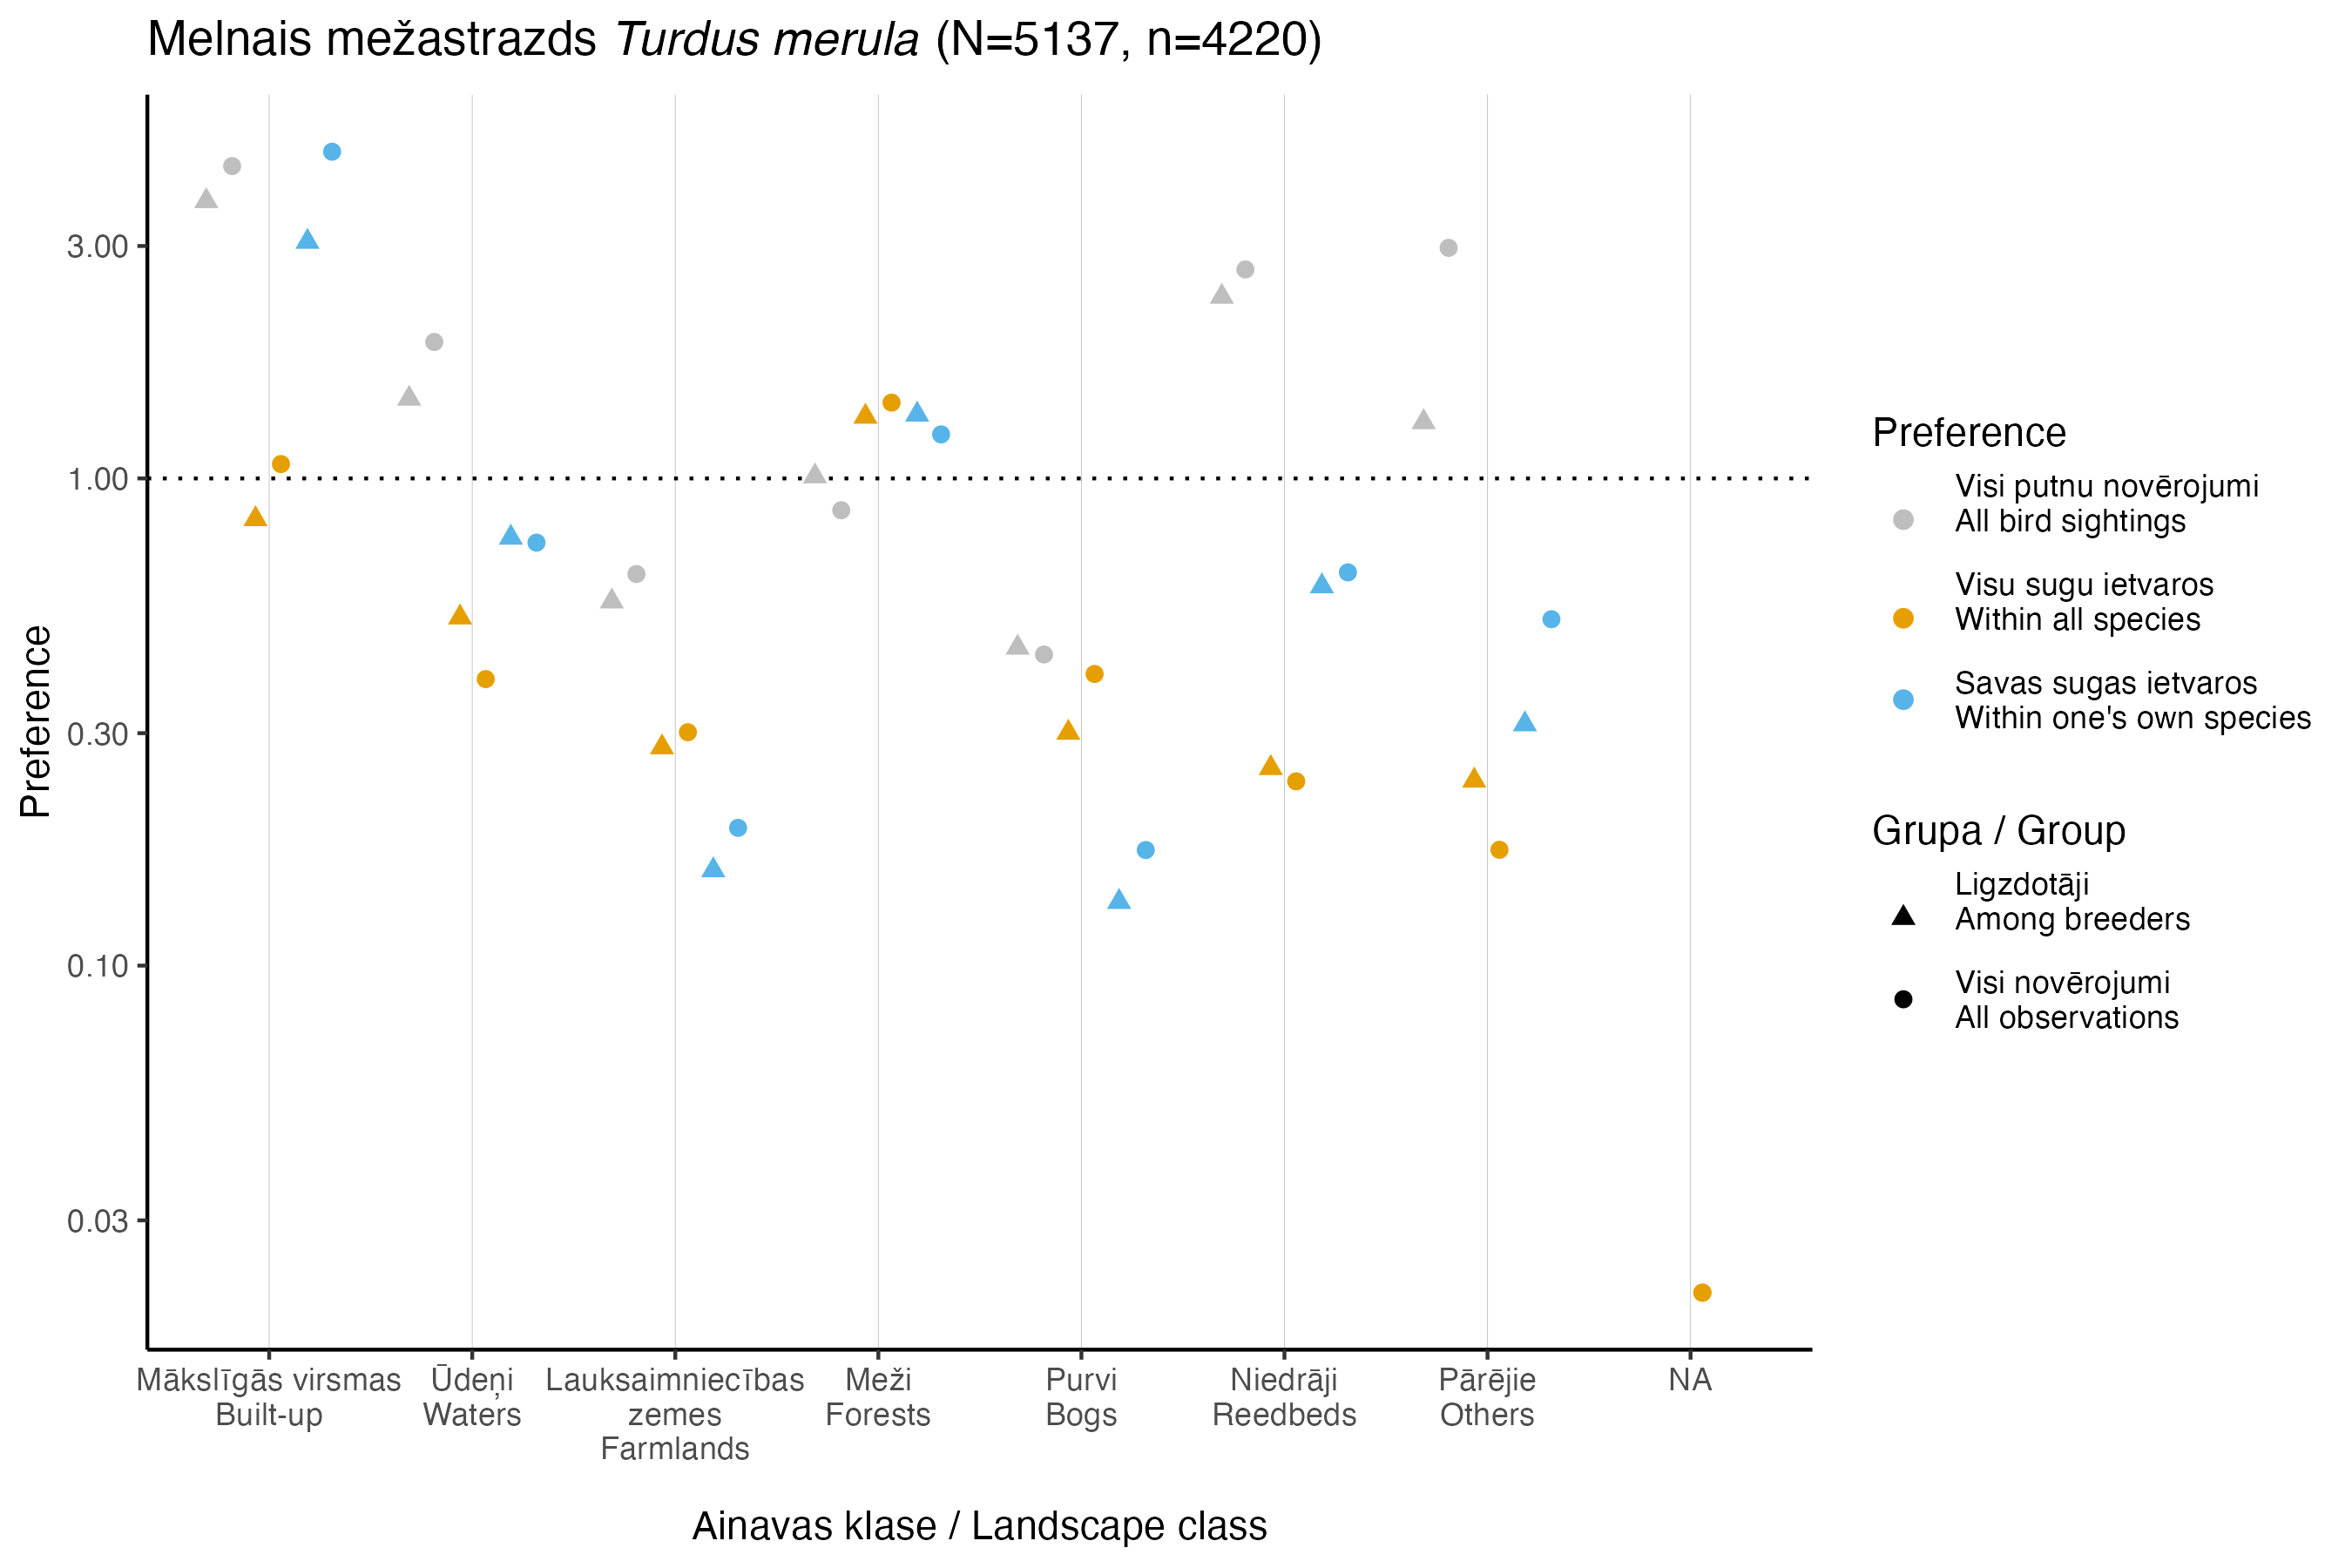 Melnais mežastrazds Turdus merula (N=5137, n=4220)
Preference
3.00
1.00
0.30
0.10
0.03
Mākslīgās virsmas
Built-up
Ūdeņi
Waters
Lauksaimniecības
zemes
Farmlands
Meži
Forests
Purvi
Bogs
Niedrāji
Reedbeds
Pārējie
Others
NA
Ainavas klase / Landscape class
Preference
Visi putnu novērojumi
All bird sightings
Visu sugu ietvaros
Within all species
Savas sugas ietvaros
Within one's own species
Grupa / Group
Ligzdotāji
Among breeders
Visi novērojumi
All observations